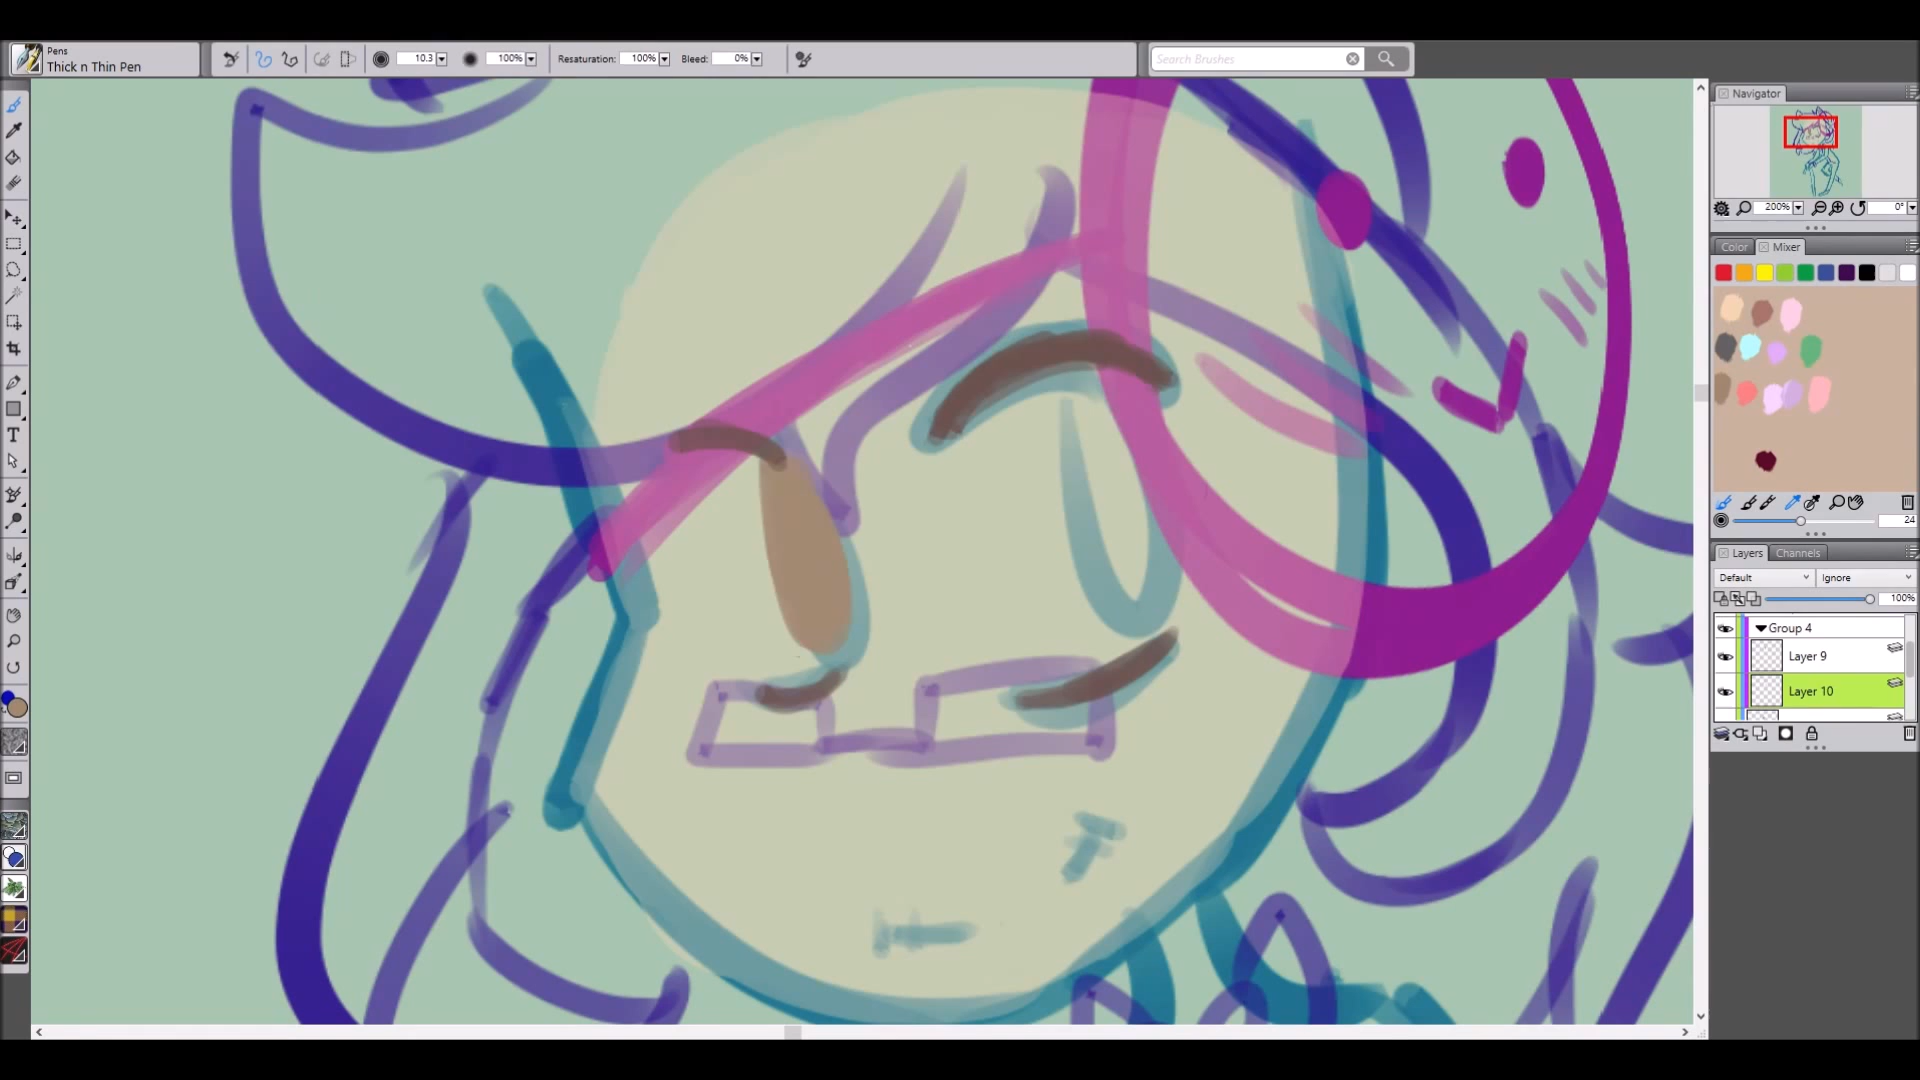 Pens
Thick n Thin Pen
10.3
100%
Resaturation: 100%
Bleed: 0%
Search Brushes
Navigator
200%
0°
Color
Mixer
24
Layers
Channels
Default
Ignore
100%
Group 4
Layer 9
Layer 10
T